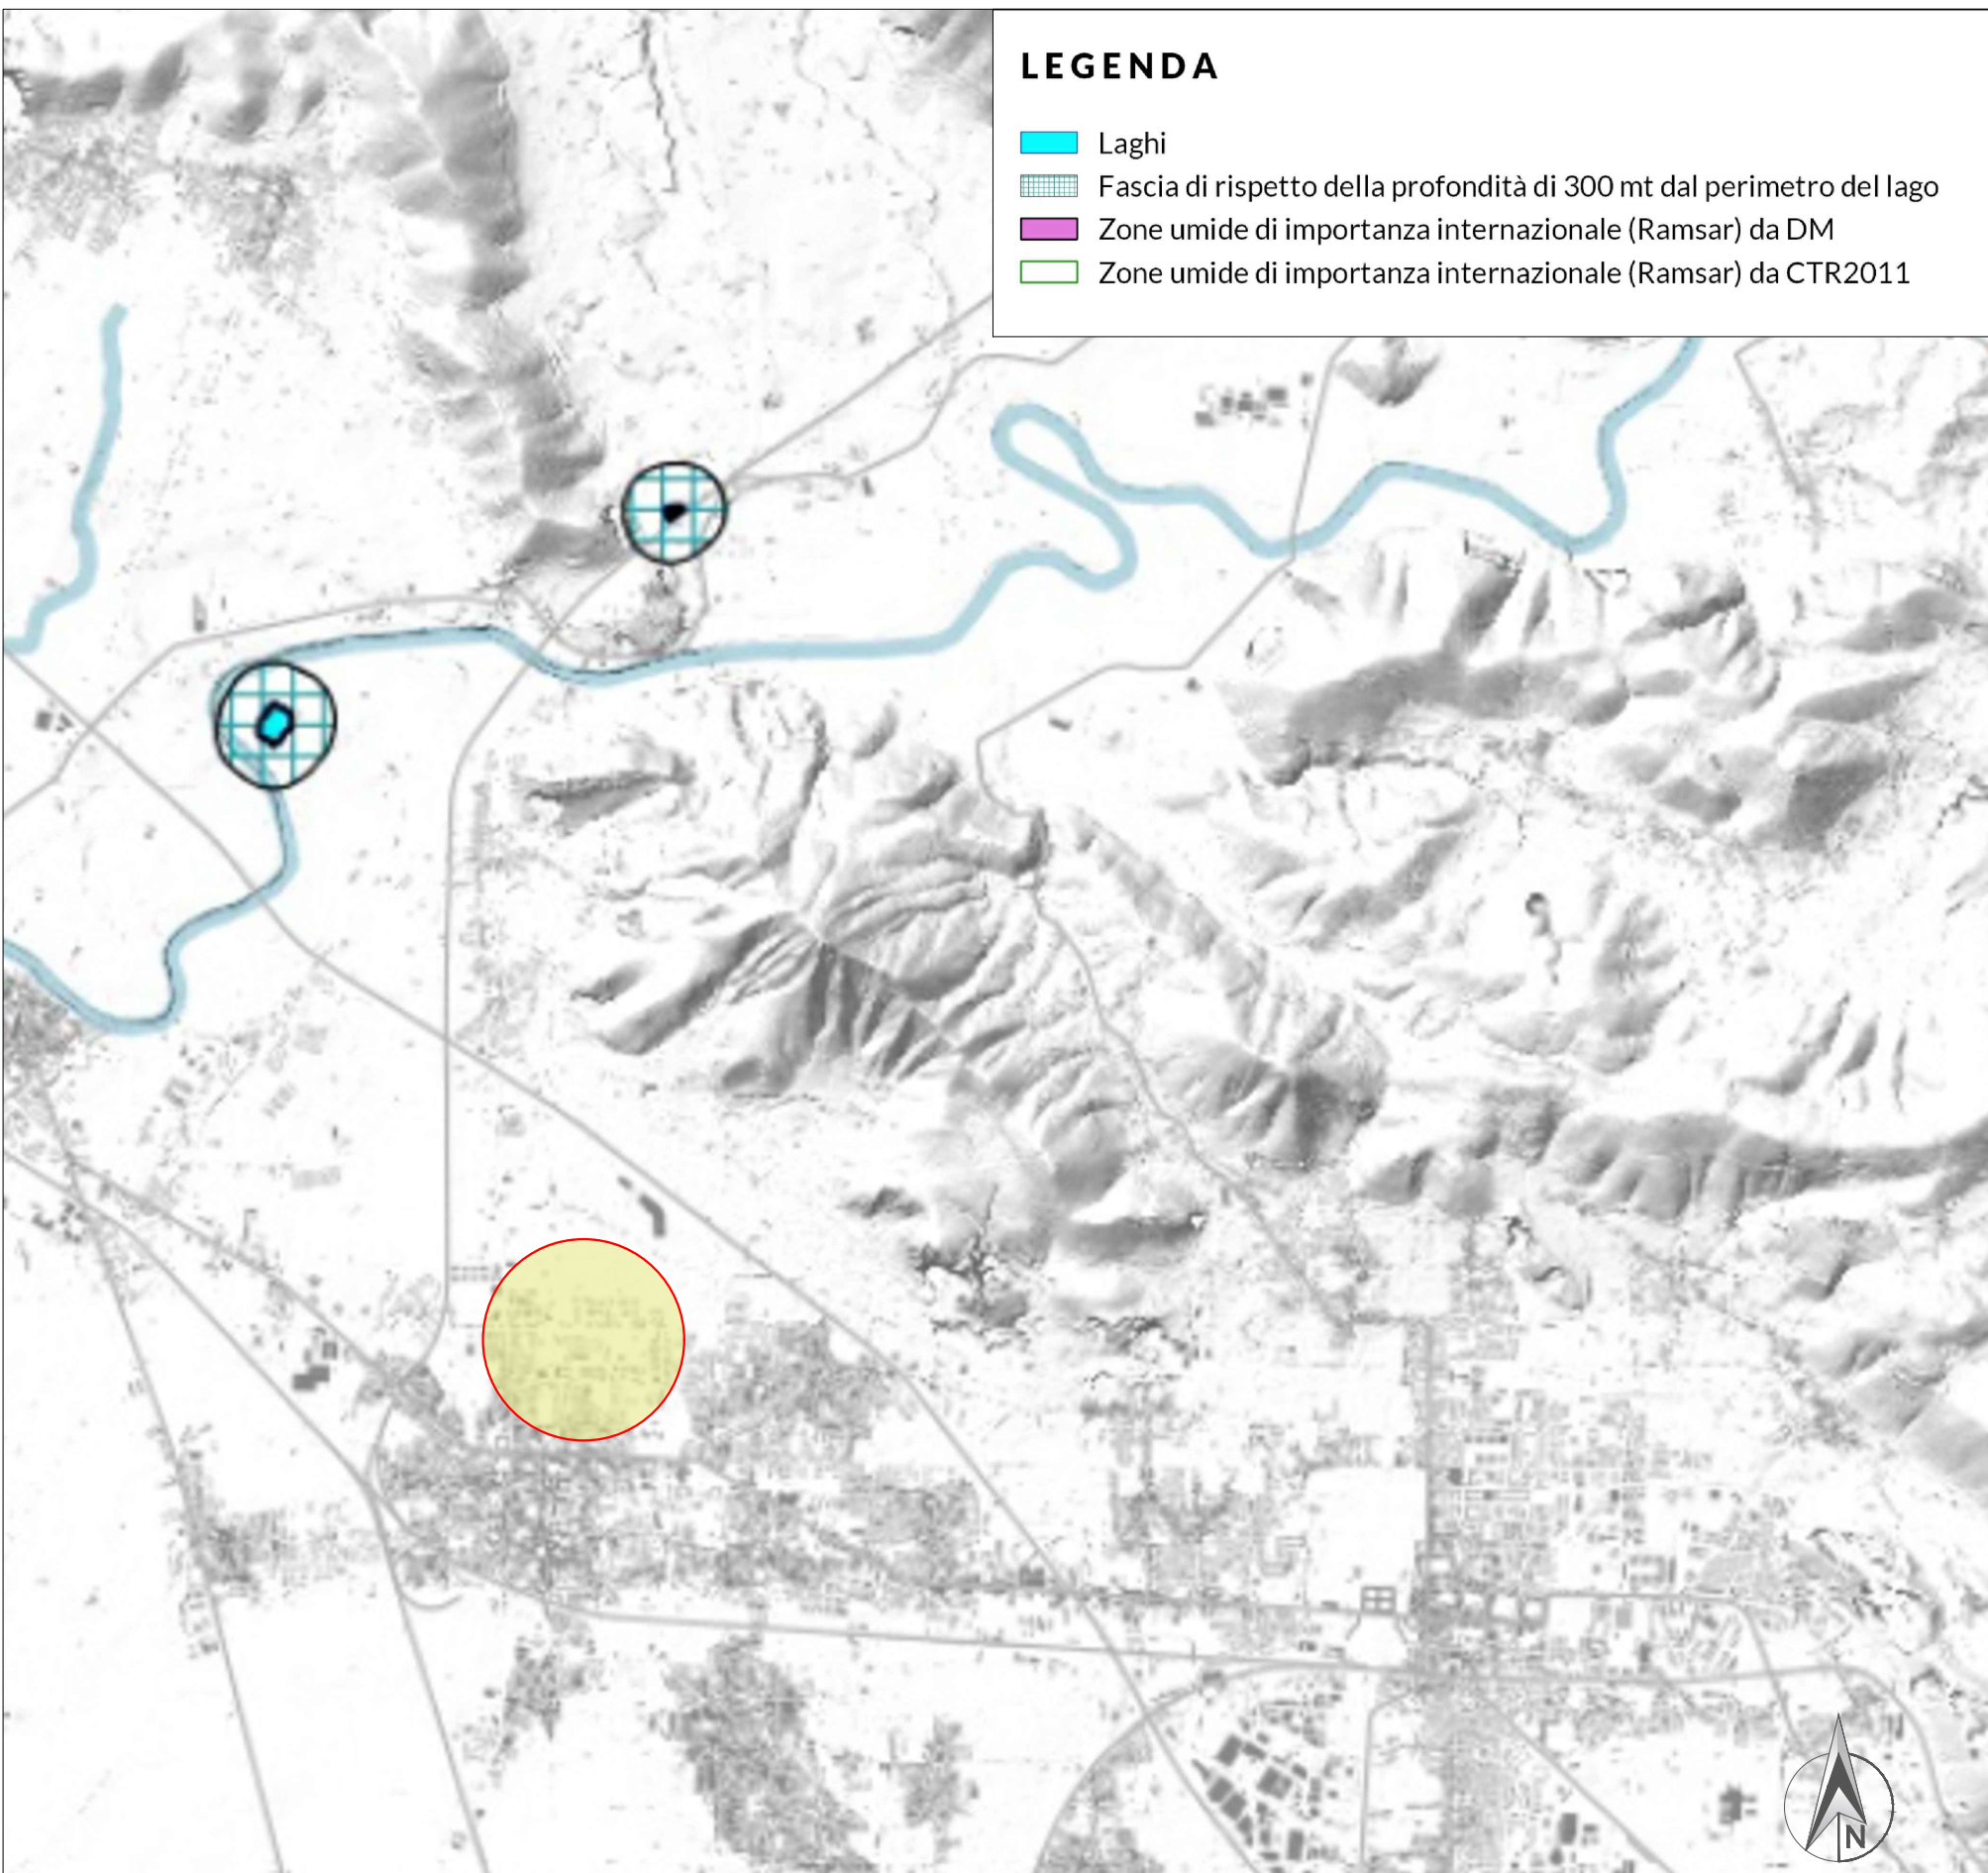 LEGENDA
Laghi
Fascia di rispetto della profondità di 300 mt dal perimetro del lago
Zone umide di importanza internazionale (Ramsar) da DM
Zone umide di importanza internazionale (Ramsar) da CTR2011
N